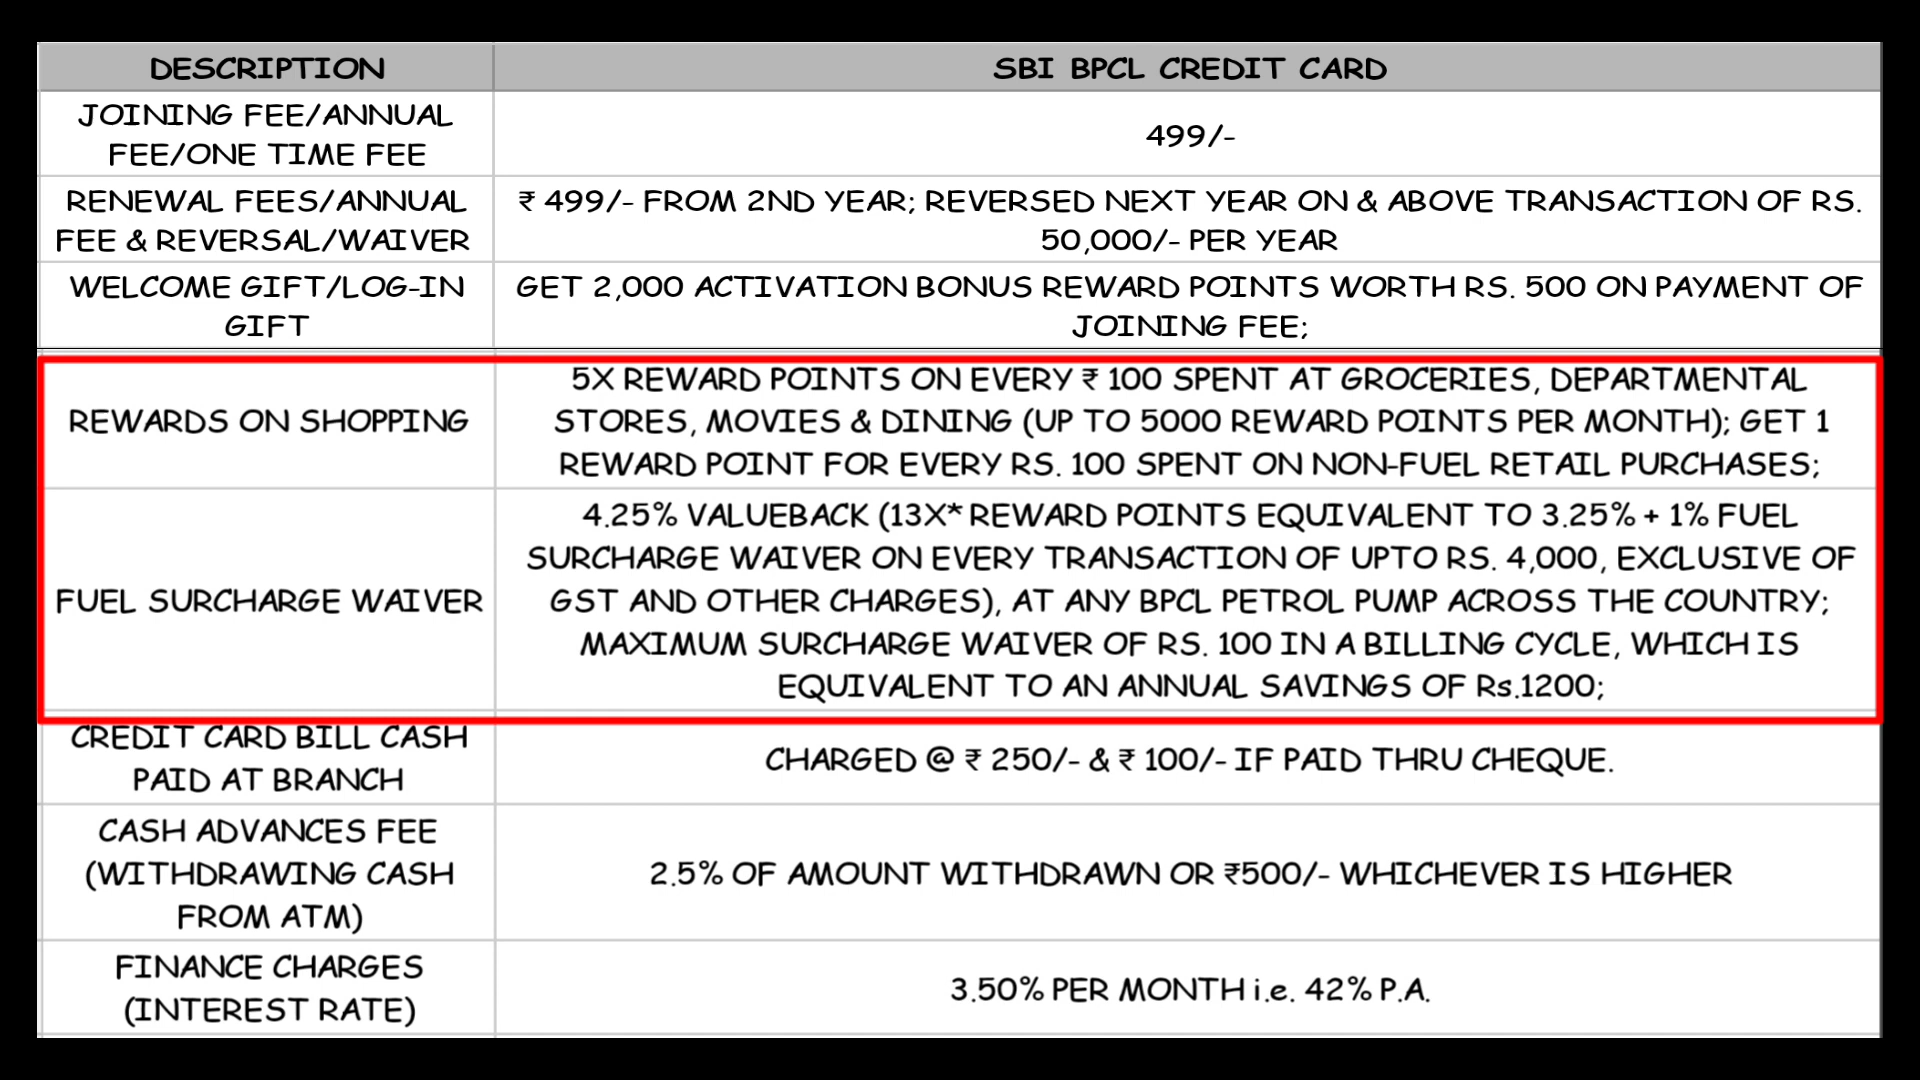 DESCRIPTION
SBI BPCL CREDIT CARD
JOINING FEE/ANNUAL
FEE/ONE TIME FEE
499/-
RENEWAL FEES/ANNUAL
FEE & REVERSAL/WAIVER
₹ 499/- FROM 2ND YEAR; REVERSED NEXT YEAR ON & ABOVE TRANSACTION OF RS.
50,000/- PER YEAR
WELCOME GIFT/LOG-IN
GIFT
GET 2,000 ACTIVATION BONUS REWARD POINTS WORTH RS. 500 ON PAYMENT OF
JOINING FEE;
REWARDS ON SHOPPING
5X REWARD POINTS ON EVERY ₹ 100 SPENT AT GROCERIES, DEPARTMENTAL
STORES, MOVIES & DINING (UP TO 5000 REWARD POINTS PER MONTH); GET 1
REWARD POINT FOR EVERY RS. 100 SPENT ON NON-FUEL RETAIL PURCHASES;
FUEL SURCHARGE WAIVER
4.25% VALUEBACK (13X* REWARD POINTS EQUIVALENT TO 3.25% + 1% FUEL
SURCHARGE WAIVER ON EVERY TRANSACTION OF UPTO RS. 4,000, EXCLUSIVE OF
GST AND OTHER CHARGES), AT ANY BPCL PETROL PUMP ACROSS THE COUNTRY;
MAXIMUM SURCHARGE WAIVER OF RS. 100 IN A BILLING CYCLE, WHICH IS
EQUIVALENT TO AN ANNUAL SAVINGS OF Rs.1200;
CREDIT CARD BILL CASH
PAID AT BRANCH
CHARGED @ ₹ 250/- & ₹ 100/- IF PAID THRU CHEQUE.
CASH ADVANCES FEE
(WITHDRAWING CASH
FROM ATM)
2.5% OF AMOUNT WITHDRAWN OR ₹500/- WHICHEVER IS HIGHER
FINANCE CHARGES
(INTEREST RATE)
3.50% PER MONTH i.e. 42% P.A.